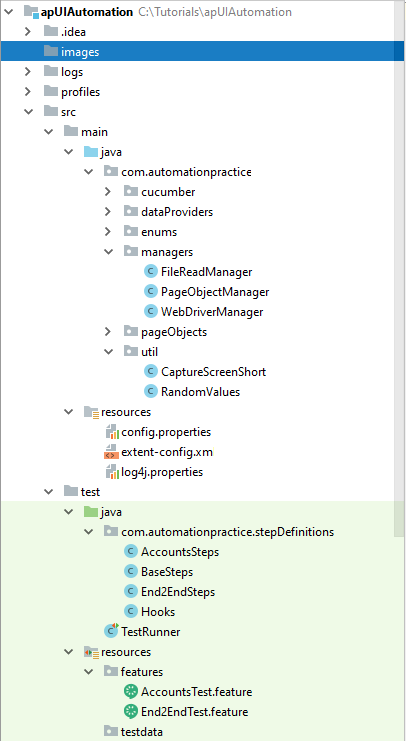 apUIAutomation C:\Tutorials\apUIAutomation
.idea
images
logs
profiles
src
main
java
com.automationpractice
cucumber
dataProviders
enums
managers
FileReadManager
PageObjectManager
WebDriverManager
pageObjects
util
CaptureScreenShort
RandomValues
resources
config.properties
extent-config.xm
log4j.properties
test
java
com.automationpractice.stepDefinitions
AccountsSteps
BaseSteps
End2EndSteps
Hooks
TestRunner
resources
features
AccountsTest.feature
End2EndTest.feature
testdata